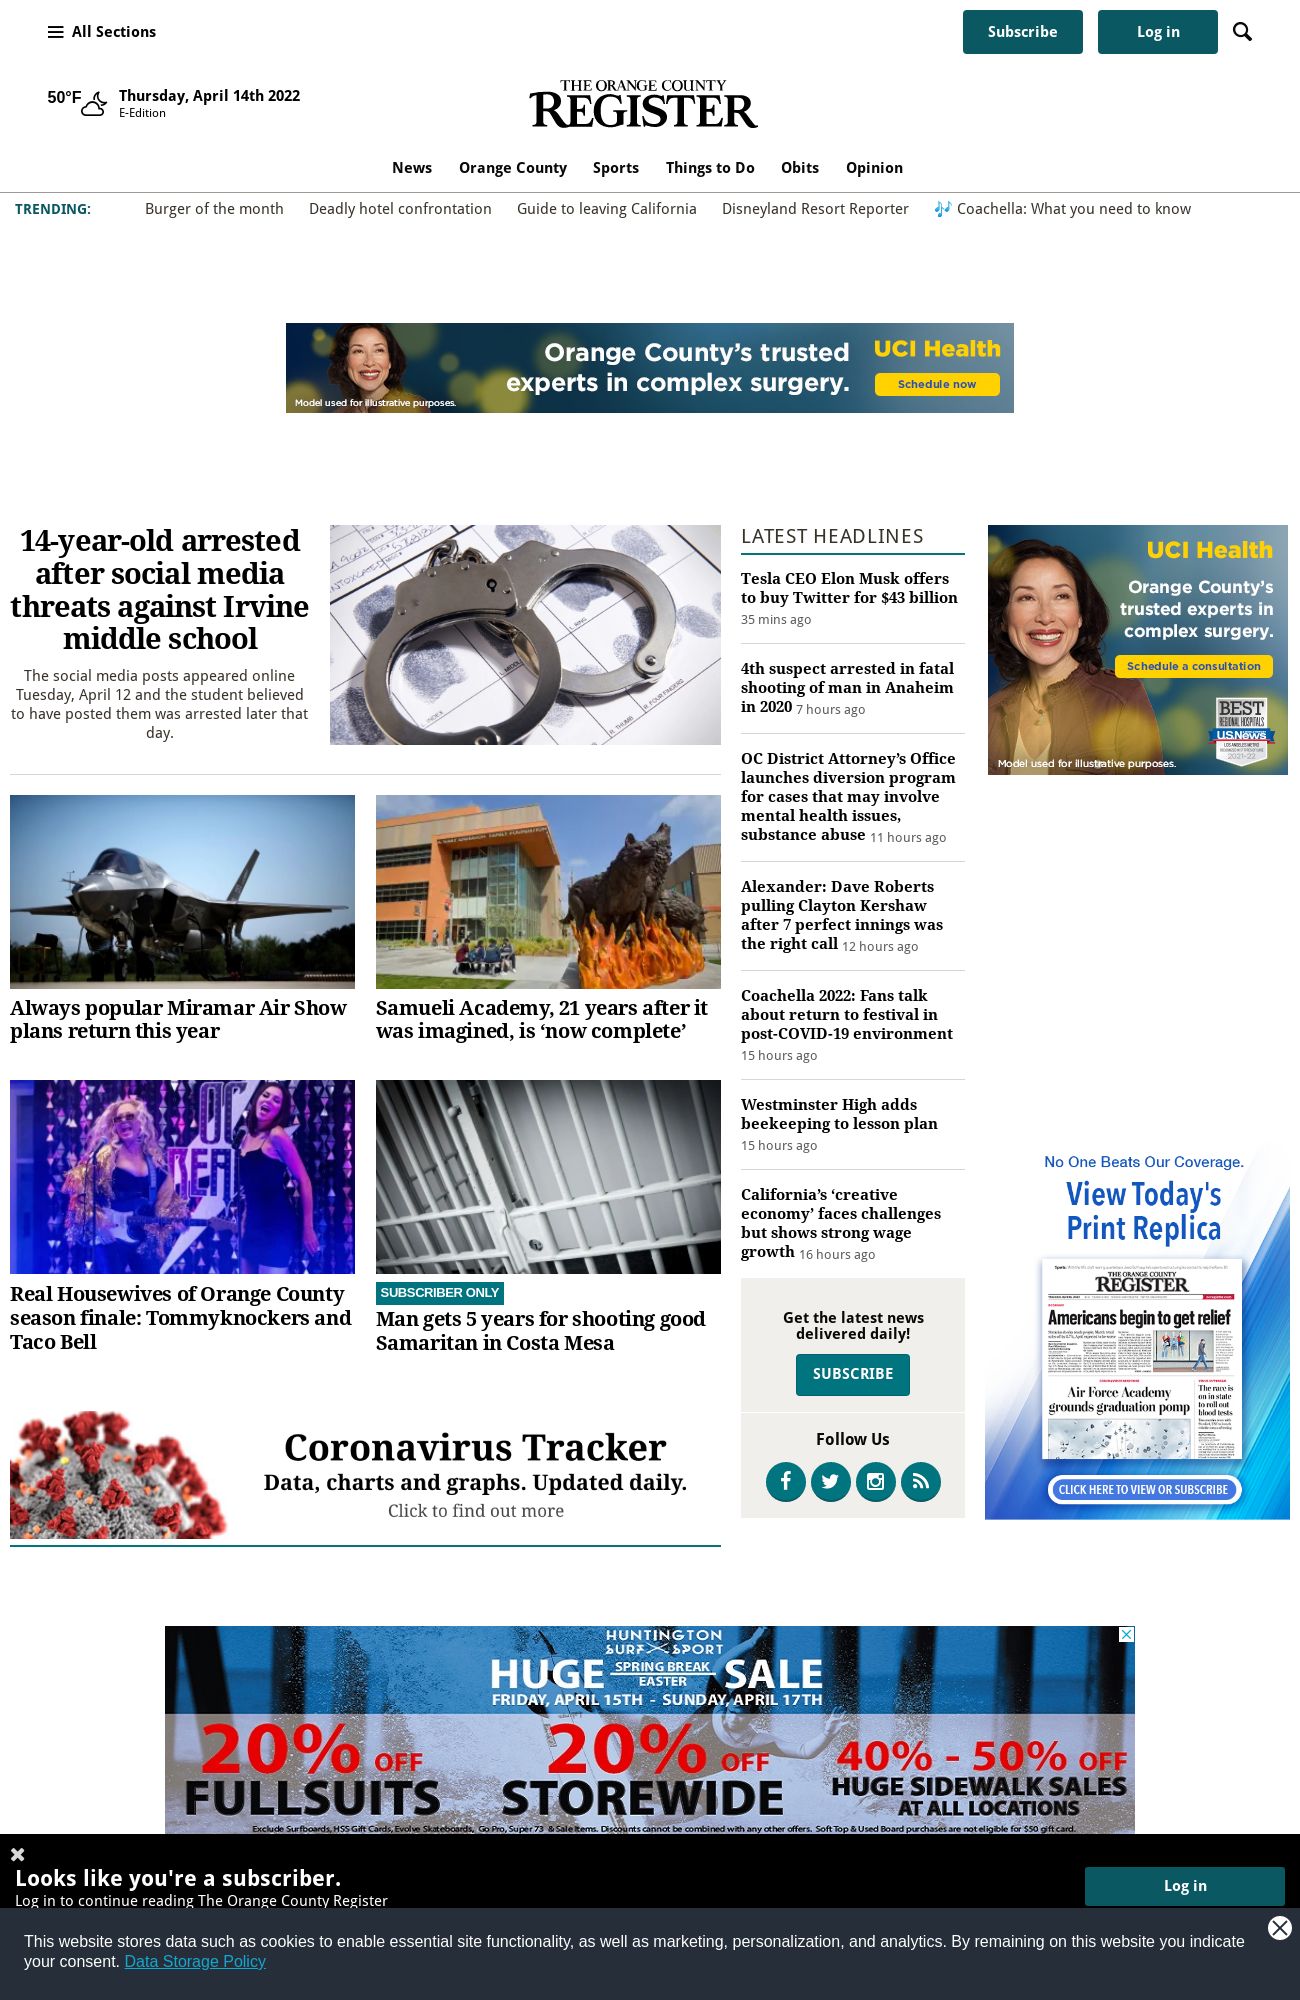 All Sections
Subscribe
Log in
50°F
Thursday, April 14th 2022
E-Edition
THE ORANGE COUNTY
REGISTER
News
Orange County
Sports
Things to Do
Obits
Opinion
TRENDING:
Burger of the month
Deadly hotel confrontation
Guide to leaving California
Disneyland Resort Reporter
🎶 Coachella: What you need to know
Orange County’s trusted
experts in complex surgery.
UCI Health
Schedule now
Model used for illustrative purposes.
14-year-old arrested
after social media
threats against Irvine
middle school
The social media posts appeared online
Tuesday, April 12 and the student believed
to have posted them was arrested later that
day.
Always popular Miramar Air Show
plans return this year
Samueli Academy, 21 years after it
was imagined, is ‘now complete’
Real Housewives of Orange County
season finale: Tommyknockers and
Taco Bell
SUBSCRIBER ONLY
Man gets 5 years for shooting good
Samaritan in Costa Mesa
Coronavirus Tracker
Data, charts and graphs. Updated daily.
Click to find out more
LATEST HEADLINES
Tesla CEO Elon Musk offers
to buy Twitter for $43 billion
35 mins ago
4th suspect arrested in fatal
shooting of man in Anaheim
in 2020 7 hours ago
OC District Attorney’s Office
launches diversion program
for cases that may involve
mental health issues,
substance abuse 11 hours ago
Alexander: Dave Roberts
pulling Clayton Kershaw
after 7 perfect innings was
the right call 12 hours ago
Coachella 2022: Fans talk
about return to festival in
post-COVID-19 environment
15 hours ago
Westminster High adds
beekeeping to lesson plan
15 hours ago
California’s ‘creative
economy’ faces challenges
but shows strong wage
growth 16 hours ago
Get the latest news
delivered daily!
SUBSCRIBE
Follow Us
UCI Health
Orange County’s
trusted experts in
complex surgery.
Schedule a consultation
BEST
REGIONAL HOSPITALS
U.S.News
LOS ANGELES METRO
2021-22
Model used for illustrative purposes.
No One Beats Our Coverage.
View Today's
Print Replica
THE ORANGE COUNTY
REGISTER
Americans begin to get relief
Air Force Academy
grounds graduation pomp
The race is
on in state
to roll out
blood tests
CLICK HERE TO VIEW OR SUBSCRIBE
HUNTINGTON
SURF SPORT
HUGE SPRING BREAK EASTER SALE
FRIDAY, APRIL 15TH - SUNDAY, APRIL 17TH
20% OFF
FULLSUITS
20% OFF
STOREWIDE
40% - 50% OFF
HUGE SIDEWALK SALES
AT ALL LOCATIONS
Exclude Surfboards, HSS Gift Cards, Evolve Skateboards, Go Pro, Super 73 & Sale Items. Discounts cannot be combined with any other offers. Soft Top & Used Board purchases are not eligible for $50 gift card.
Looks like you're a subscriber.
Log in to continue reading The Orange County Register
Log in
This website stores data such as cookies to enable essential site functionality, as well as marketing, personalization, and analytics. By remaining on this website you indicate
your consent. Data Storage Policy